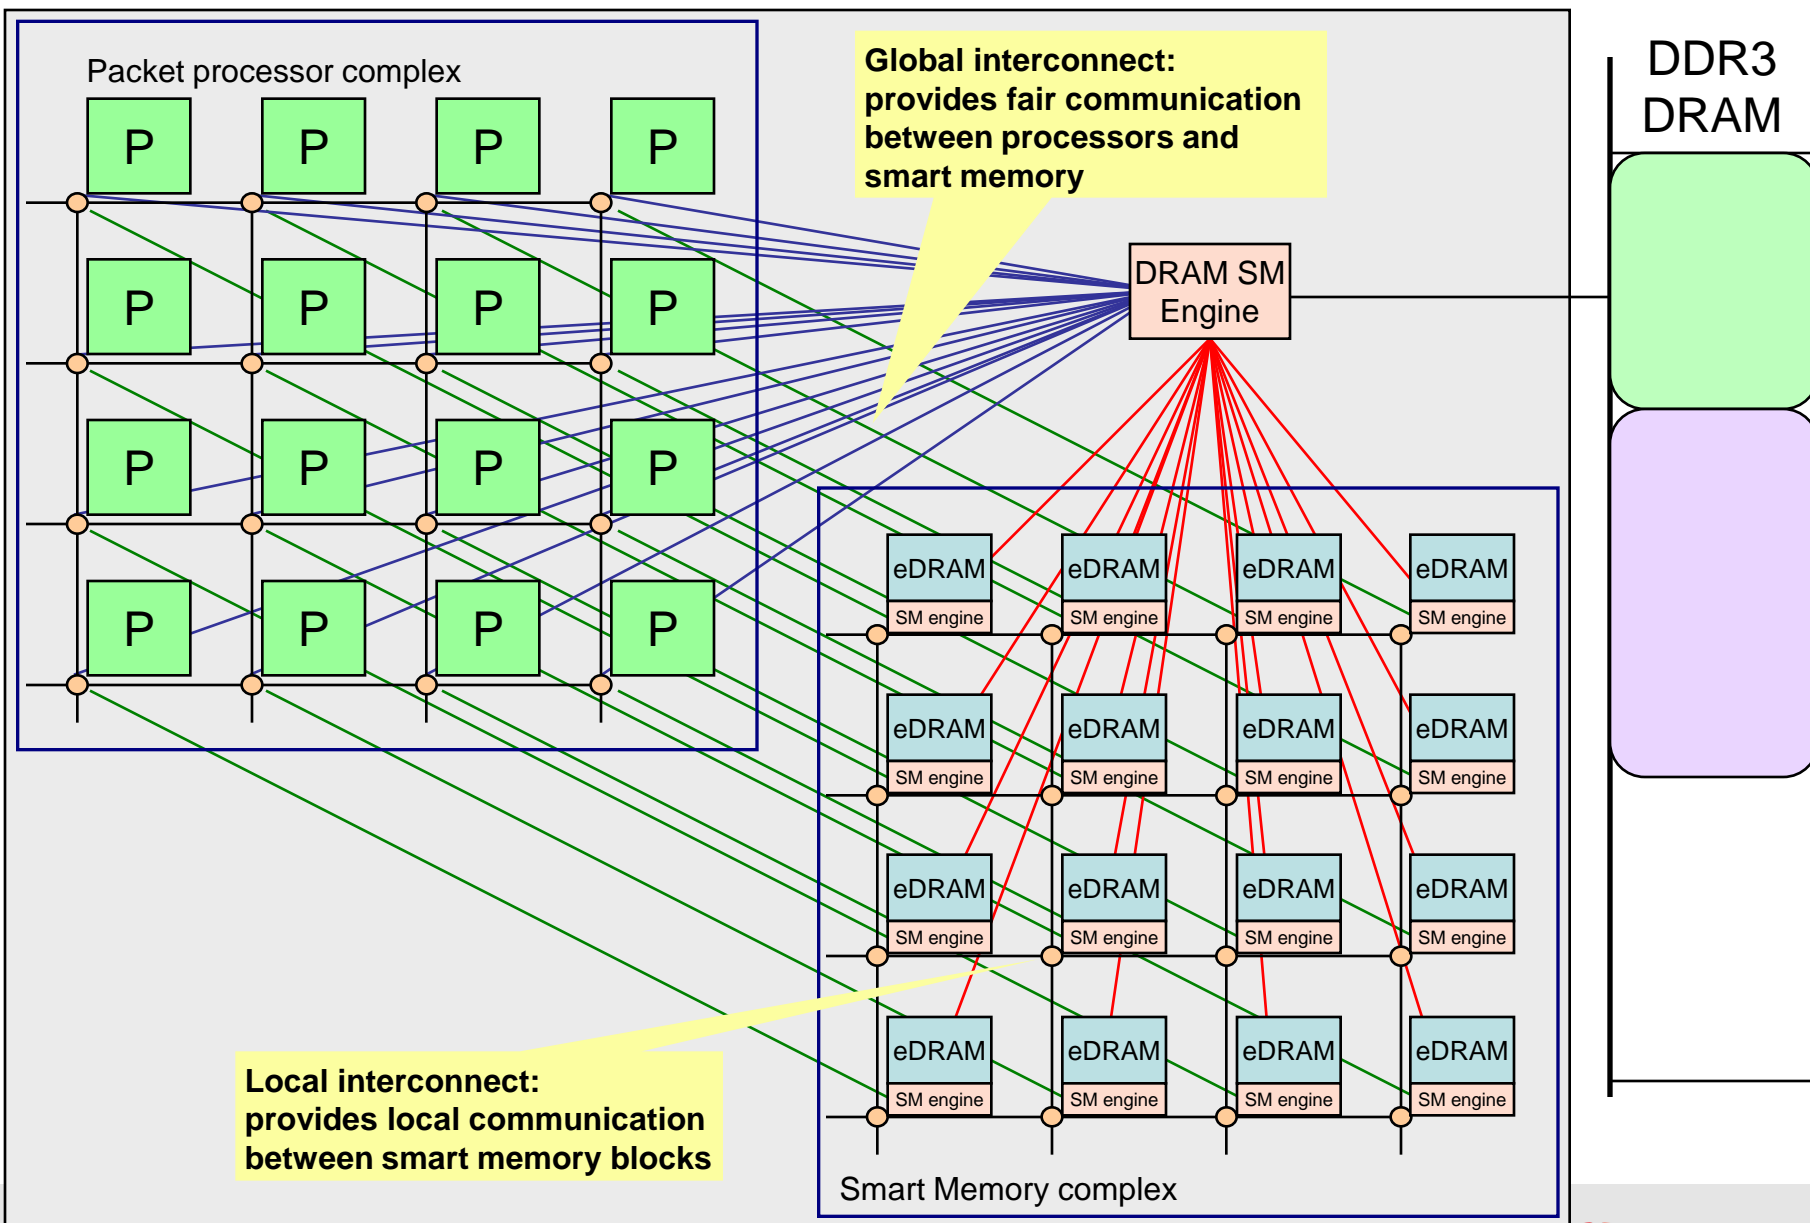 Packet processor complex
P P P P
P P P P
P P P P
P P P P
Global interconnect:
provides fair communication
between processors and
smart memory
DDR3
DRAM
DRAM SM
Engine
eDRAM eDRAM eDRAM eDRAM
SM engine SM engine SM engine SM engine
eDRAM eDRAM eDRAM eDRAM
SM engine SM engine SM engine SM engine
eDRAM eDRAM eDRAM eDRAM
SM engine SM engine SM engine SM engine
eDRAM eDRAM eDRAM eDRAM
SM engine SM engine SM engine SM engine
Local interconnect:
provides local communication
between smart memory blocks
Smart Memory complex